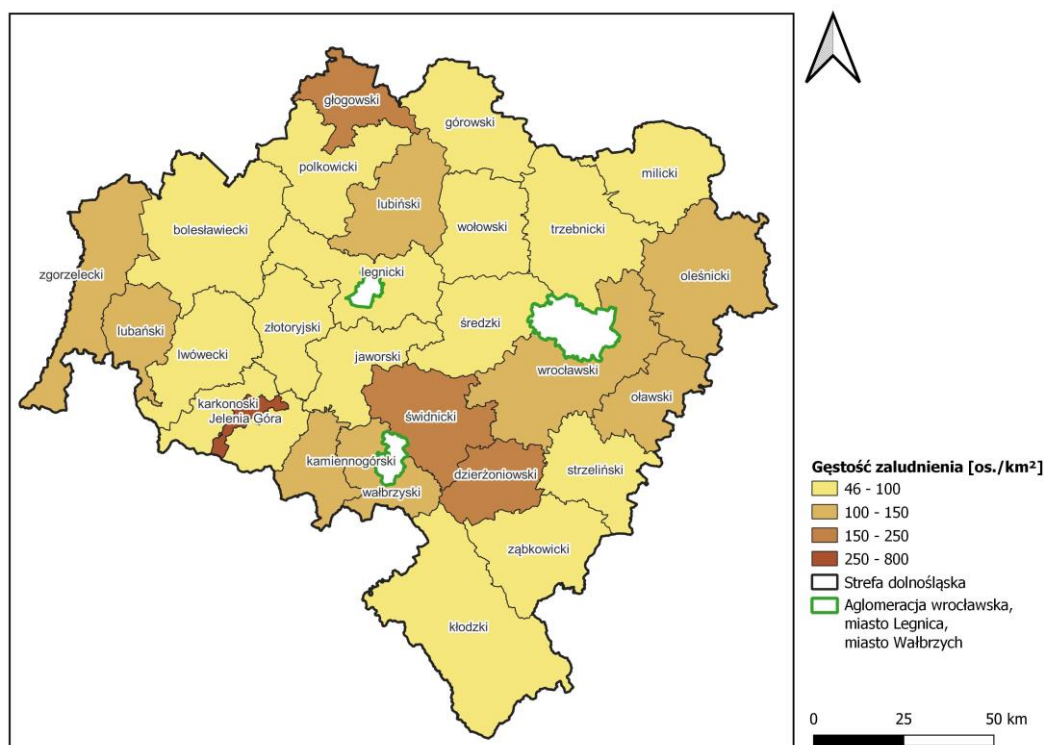 głogowski
górowski
polkowicki
milicki
lubiński
wołowski
trzebnicki
bolesławiecki
zgorzelecki
legnicki
oleśnicki
lubański
złotoryjski
średzki
lwówecki
jaworski
wrocławski
oławski
karkonoski
Jelenia Góra
świdnicki
kamiennogórski
dzierżoniowski
strzeliński
wałbrzyski
ząbkowicki
kłodzki
Gęstość zaludnienia [os./km²]
46 - 100
100 - 150
150 - 250
250 - 800
Strefa dolnośląska
Aglomeracja wrocławska,
miasto Legnica,
miasto Wałbrzych
0 25 50 km